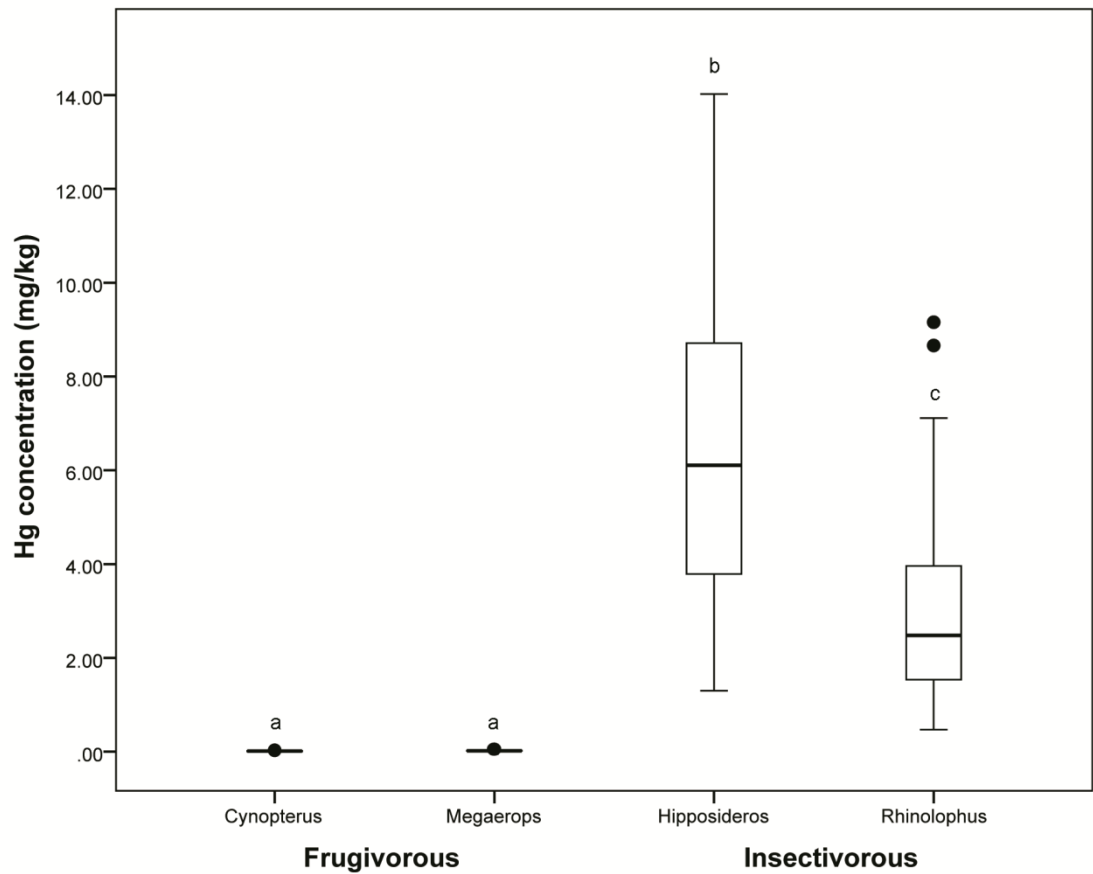 Hg concentration (mg/kg)
14.00
12.00
10.00
8.00
6.00
4.00
2.00
.00
a
a
b
c
Cynopterus
Megaerops
Hipposideros
Rhinolophus
Frugivorous
Insectivorous